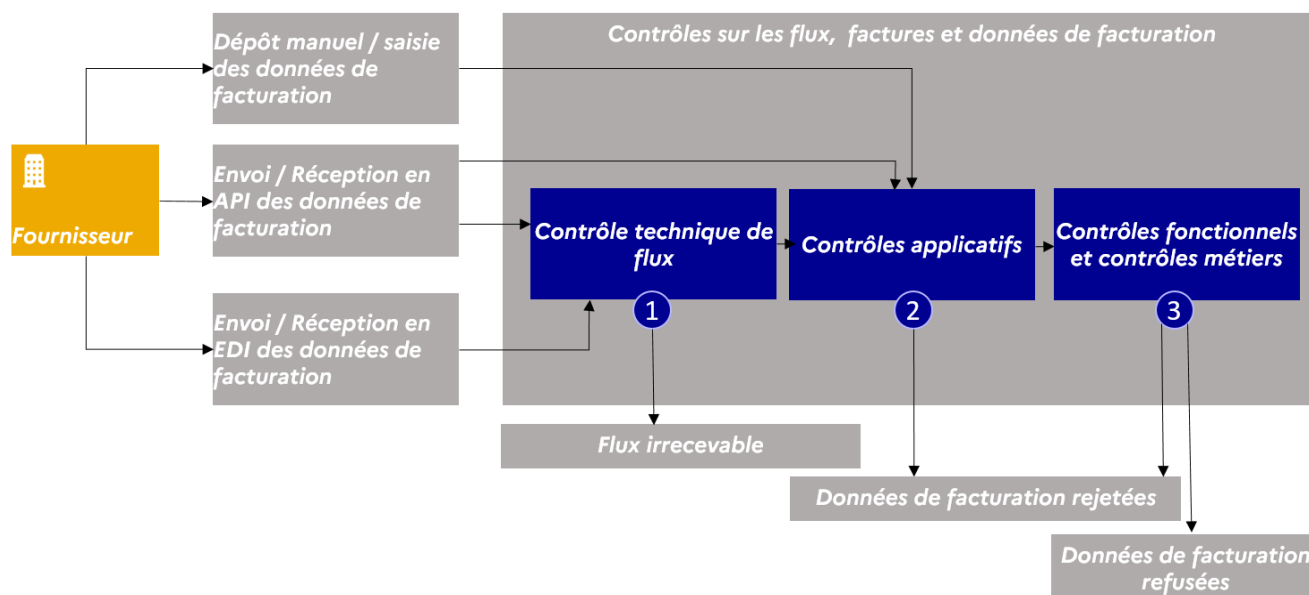 Dépôt manuel / saisie
des données de
facturation
Contrôles sur les flux, factures et données de facturation
Fournisseur
Envoi / Réception en
API des données de
facturation
Contrôle technique de
flux
1
Contrôles applicatifs
2
Contrôles fonctionnels
et contrôles métiers
3
Envoi / Réception en
EDI des données de
facturation
Flux irrecevable
Données de facturation rejetées
Données de facturation
refusées